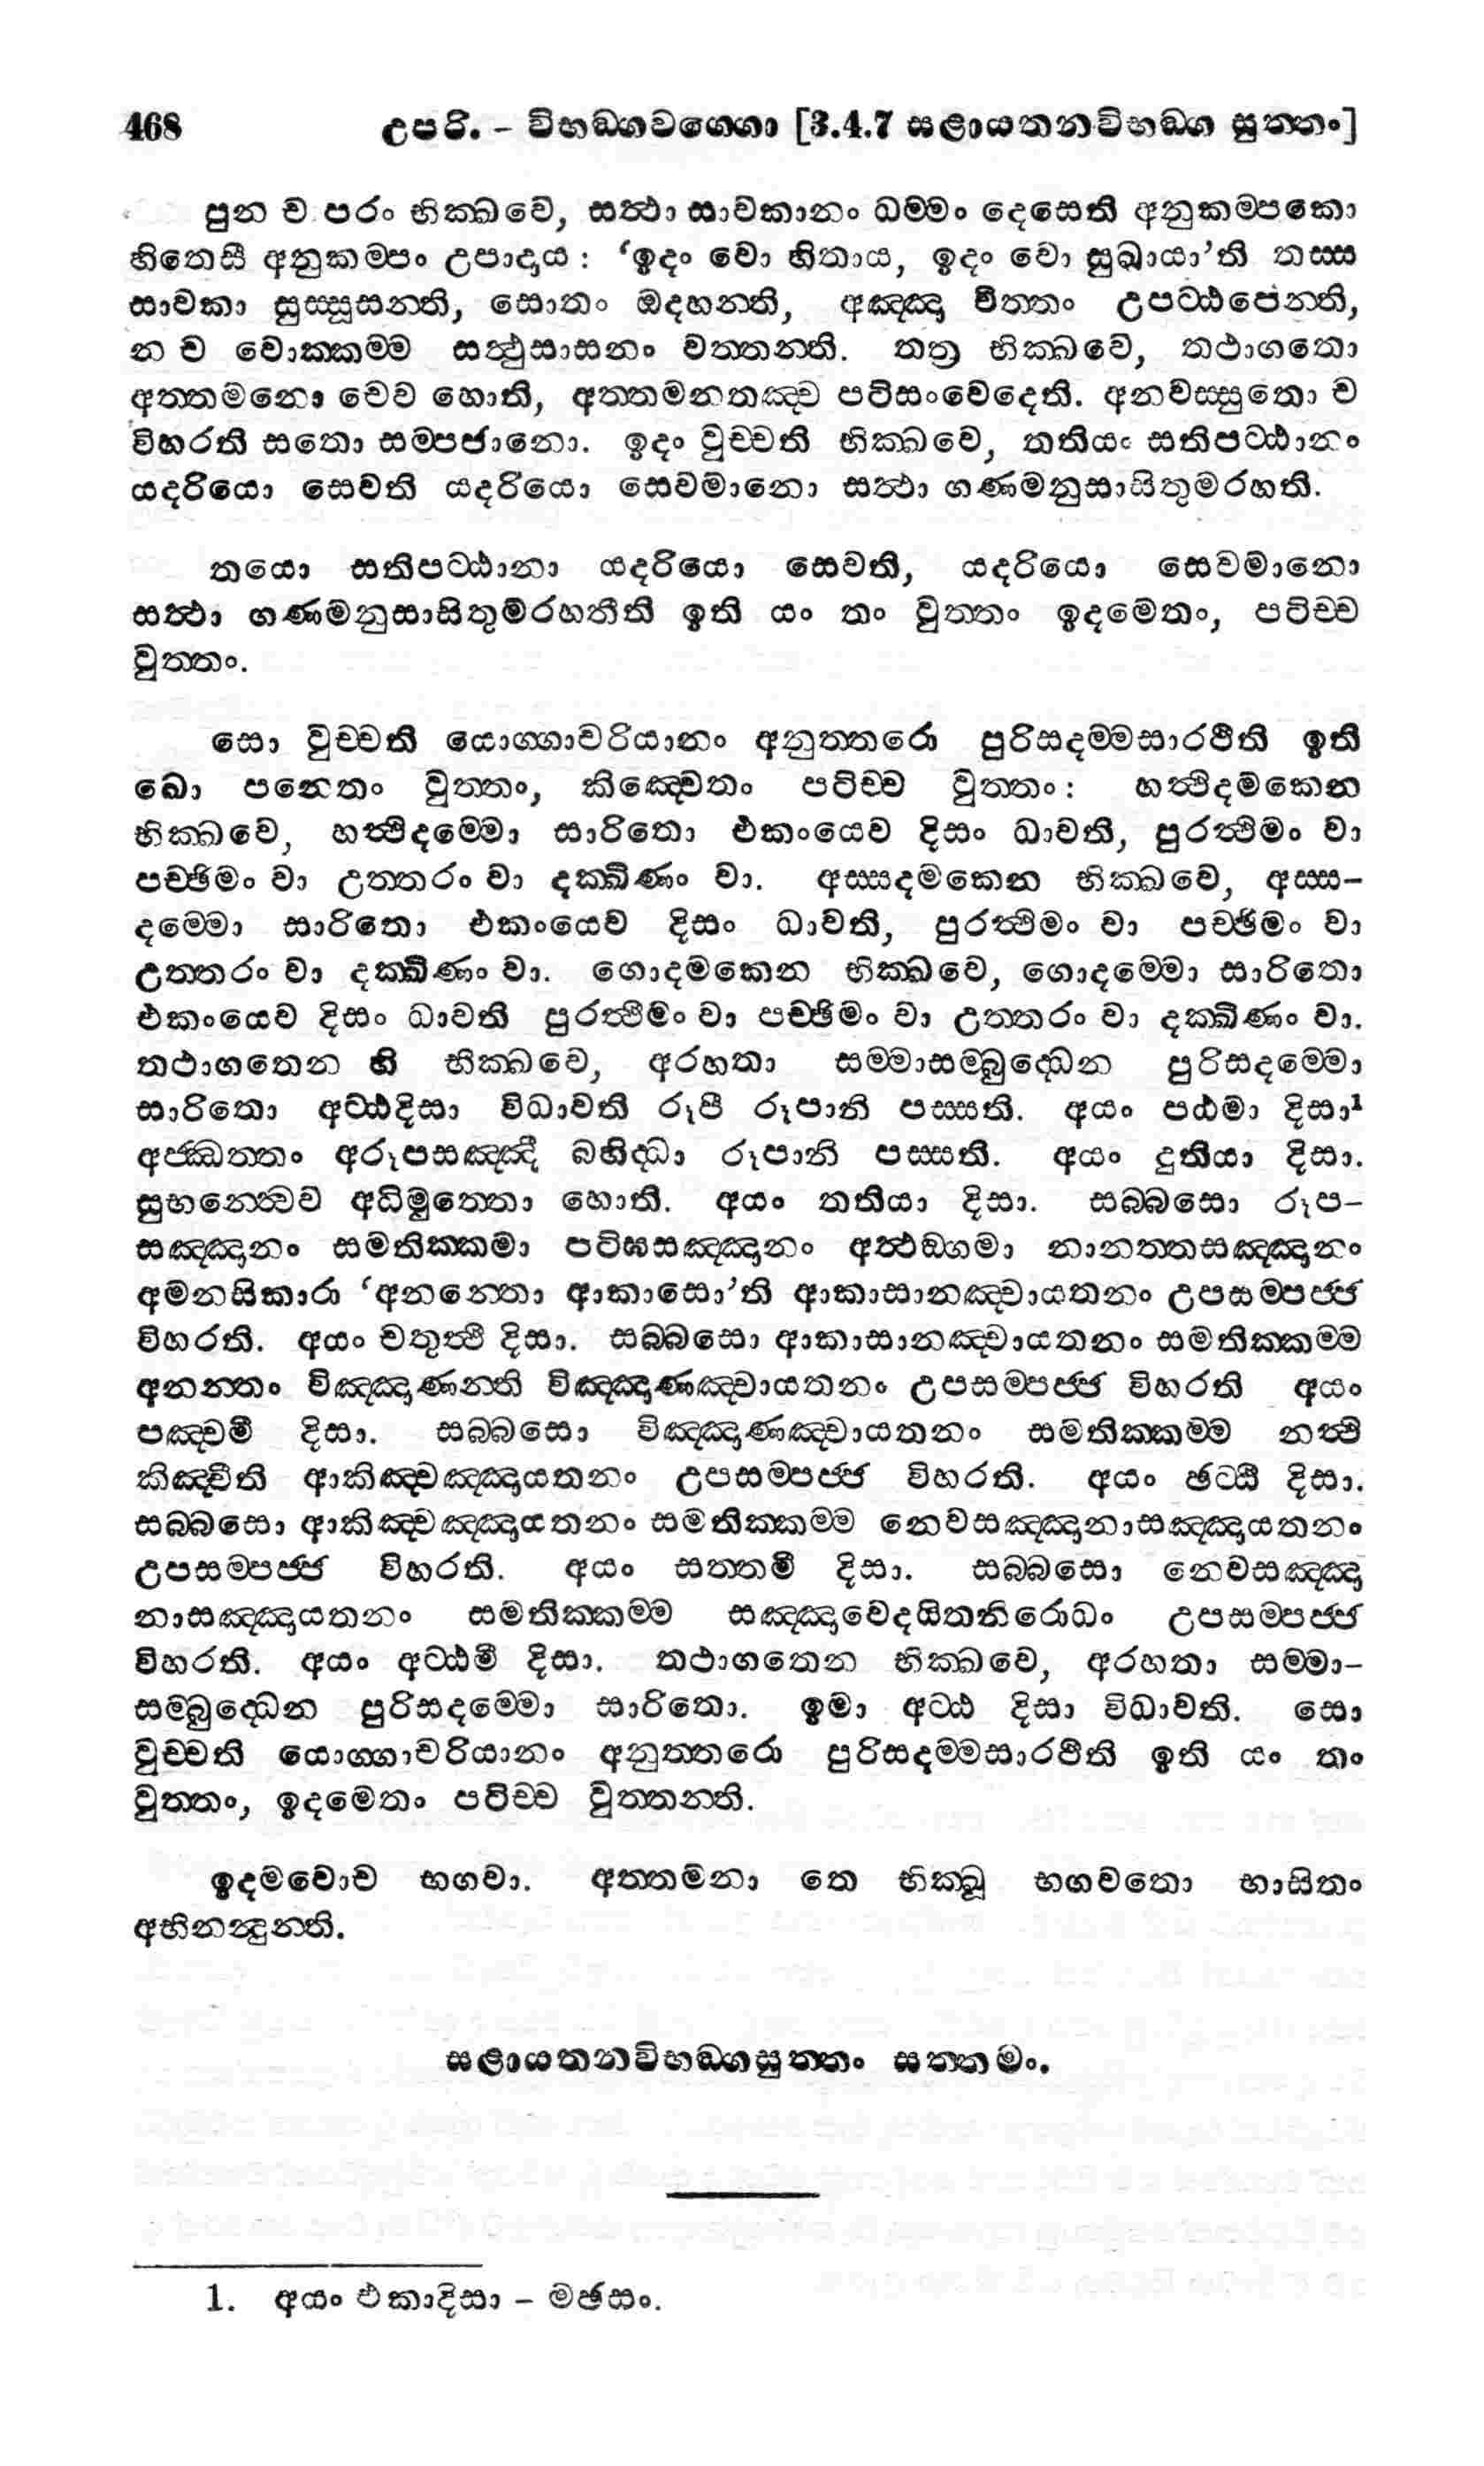 468 උපරි. – විභඞ්ගවග්ගො [3.4.7 සළායතනවිභඞ්ග සුත්තං]
පුන ච පරං භික්ඛවෙ, සත්ථා සාවකානං ධම්මං දෙසෙති අනුකම්පකො
හිතෙසී අනුකම්පං උපාදාය : ‘ඉදං වො හිතාය, ඉදං වො සුඛායා’ති තස්ස
සාවකා සුස්සූසන්ති, සොතං ඔදහන්ති, අඤ්ඤා චිත්තං උපට්ඨපෙන්ති,
න ච වොක්කම්ම සත්ථුසාසනං වත්තන්ති. තත්‍ර භික්ඛවෙ, තථාගතො
අත්තමනො චෙව හොති, අත්තමනතඤ්ච පටිසංවෙදෙති. අනවස්සුතො ච
විහරති සතො සම්පජානො. ඉදං වුච්චති භික්ඛවෙ, තතියං සතිපට්ඨානං
යදරියො සෙවති යදරියො සෙවමානො සත්ථා ගණමනුසාසිතුමරහති.
තයො සතිපට්ඨානා යදරියො සෙවති, යදරියො සෙවමානො
සත්ථා ගණමනුසාසිතුමරහතීති ඉති යං තං වුත්තං ඉදමෙතං, පටිච්ච
වුත්තං.
සො වුච්චති යොග්ගාචරියානං අනුත්තරො පුරිසදම්මසාරථීති ඉති
ඛො පනෙතං වුත්තං, කිඤ්චෙතං පටිච්ච වුත්තං : හත්ථිදමකෙන
භික්ඛවෙ, හත්ථිදම්මො සාරිතො එකංයෙව දිසං ධාවති, පුරත්ථිමං වා
පච්ඡිමං වා උත්තරං වා දක්ඛිණං වා. අස්සදමකෙන භික්ඛවෙ, අස්ස–
දම්මො සාරිතො එකංයෙව දිසං ධාවති, පුරත්ථිමං වා පච්ඡිමං වා
උත්තරං වා දක්ඛිණං වා. ගොදමකෙන භික්ඛවෙ, ගොදම්මො සාරිතො
එකංයෙව දිසං ධාවති පුරත්ථිමං වා පච්ඡිමං වා උත්තරං වා දක්ඛිණං වා.
තථාගතෙන හි භික්ඛවෙ, අරහතා සම්මාසම්බුද්ධෙන පුරිසදම්මො
සාරිතො අට්ඨදිසා විධාවති රූපී රූපානි පස්සති. අයං පඨමා දිසා¹
අජ්ඣත්තං අරූපසඤ්ඤී බහිද්ධා රූපානි පස්සති. අයං දුතියා දිසා.
සුභන්ත්‍වෙව අධිමුත්තො හොති. අයං තතියා දිසා. සබ්බසො රූප–
සඤ්ඤානං සමතික්කමා පටිඝසඤ්ඤානං අත්ථඞ්ගමා නානත්තසඤ්ඤානං
අමනසිකාරා ‘අනන්තො ආකාසො’ති ආකාසානඤ්චායතනං උපසම්පජ්ජ
විහරති. අයං චතුත්ථී දිසා. සබ්බසො ආකාසානඤ්චායතනං සමතික්කම්ම
අනන්තං විඤ්ඤාණන්ති විඤ්ඤාණඤ්චායතනං උපසම්පජ්ජ විහරති අයං
පඤ්චමී දිසා. සබ්බසො විඤ්ඤාණඤ්චායතනං සමතික්කම්ම නත්ථි
කිඤ්චීති ආකිඤ්චඤ්ඤායතනං උපසම්පජ්ජ විහරති. අයං ඡට්ඨී දිසා.
සබ්බසො ආකිඤ්චඤ්ඤායතනං සමතික්කම්ම නෙවසඤ්ඤානාසඤ්ඤායතනං
උපසම්පජ්ජ විහරති. අයං සත්තමී දිසා. සබ්බසො නෙවසඤ්ඤා
නාසඤ්ඤායතනං සමතික්කම්ම සඤ්ඤාවෙදයිතනිරොධං උපසම්පජ්ජ
විහරති. අයං අට්ඨමී දිසා. තථාගතෙන භික්ඛවෙ, අරහතා සම්මා–
සම්බුද්ධෙන පුරිසදම්මො සාරිතො. ඉමා අට්ඨ දිසා විධාවති. සො
වුච්චති යොග්ගාචරියානං අනුත්තරො පුරිසදම්මසාරථීති ඉති යං තං
වුත්තං, ඉදමෙතං පටිච්ච වුත්තන්ති.
ඉදමවොච භගවා. අත්තමනා තෙ භික්ඛූ භගවතො භාසිතං
අභිනන්දුන්ති.
සළායතනවිභඞ්ගසුත්තං සත්තමං.
1. අයං එකාදිසා – මඡසං.